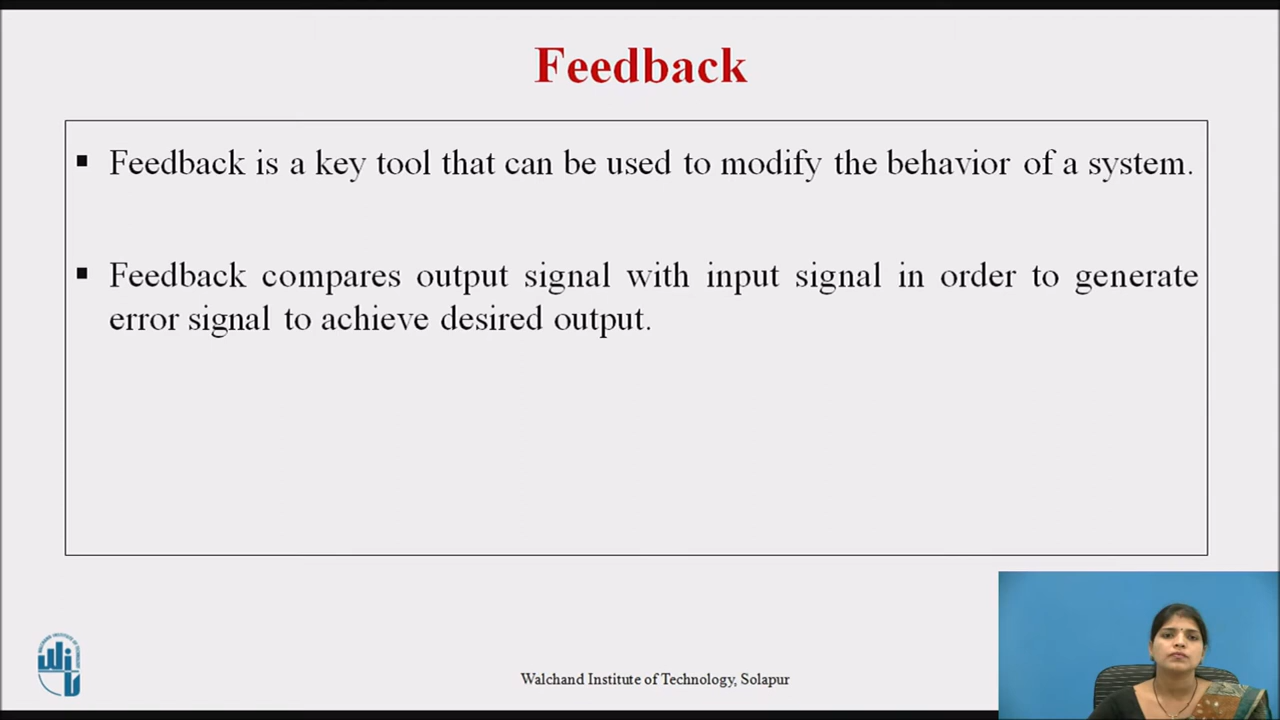 Feedback
▪ Feedback is a key tool that can be used to modify the behavior of a system.
▪ Feedback compares output signal with input signal in order to generate
error signal to achieve desired output.
Walchand Institute of Technology, Solapur